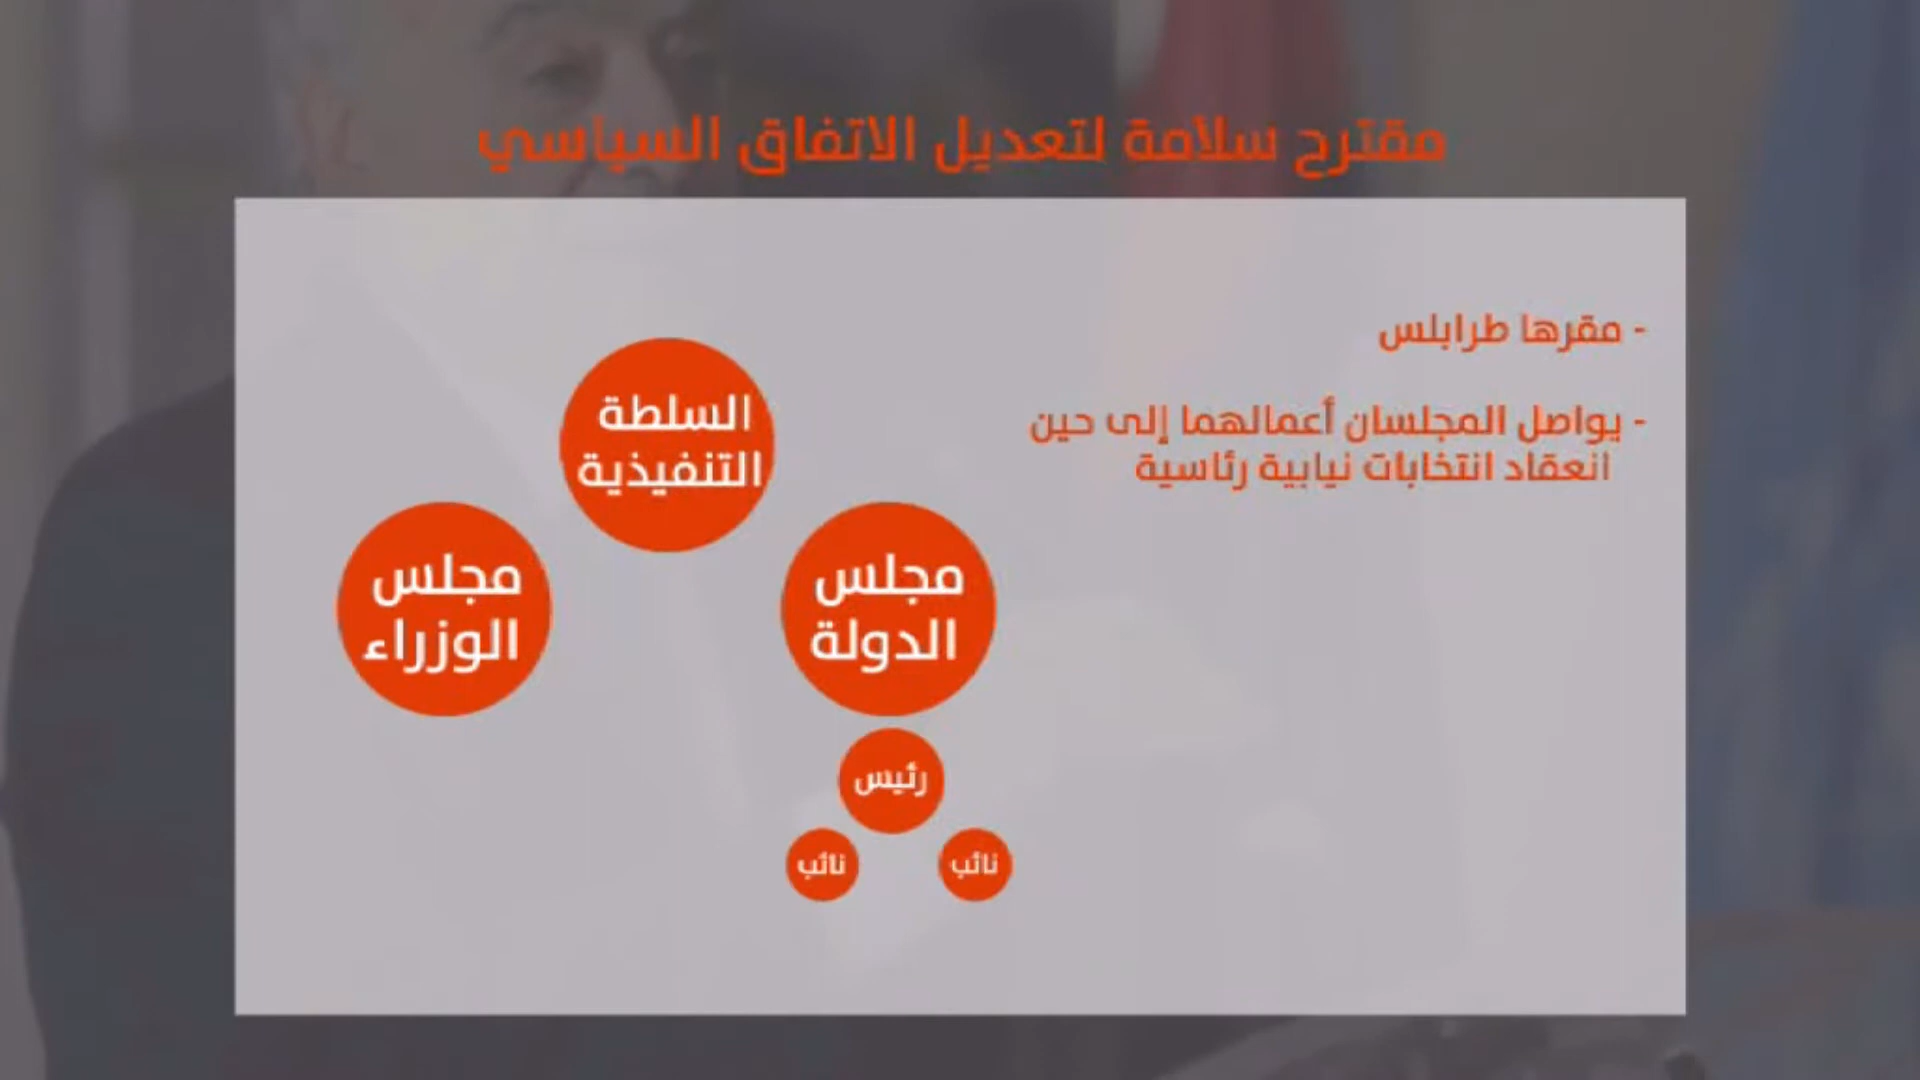 مقترح سلامة لتعديل الاتفاق السياسي
- مقرها طرابلس
- يواصل المجلسان أعمالهما إلى حين
انعقاد انتخابات نيابية رئاسية
السلطة
التنفيذية
مجلس
الدولة
مجلس
الوزراء
رئيس
نائب
نائب